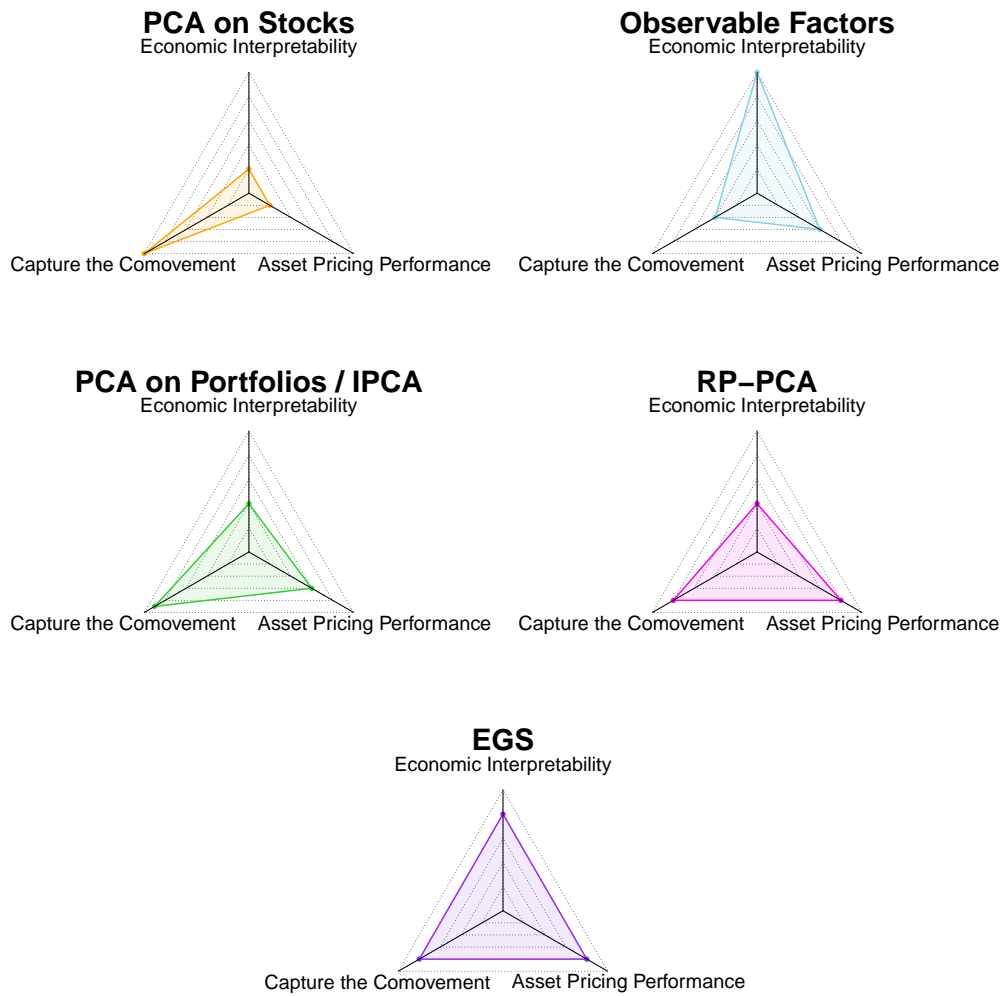 PCA on Stocks
Economic Interpretability
Capture the Comovement
Asset Pricing Performance
Observable Factors
Economic Interpretability
Capture the Comovement
Asset Pricing Performance
PCA on Portfolios / IPCA
Economic Interpretability
Capture the Comovement
Asset Pricing Performance
RP−PCA
Economic Interpretability
Capture the Comovement
Asset Pricing Performance
EGS
Economic Interpretability
Capture the Comovement
Asset Pricing Performance